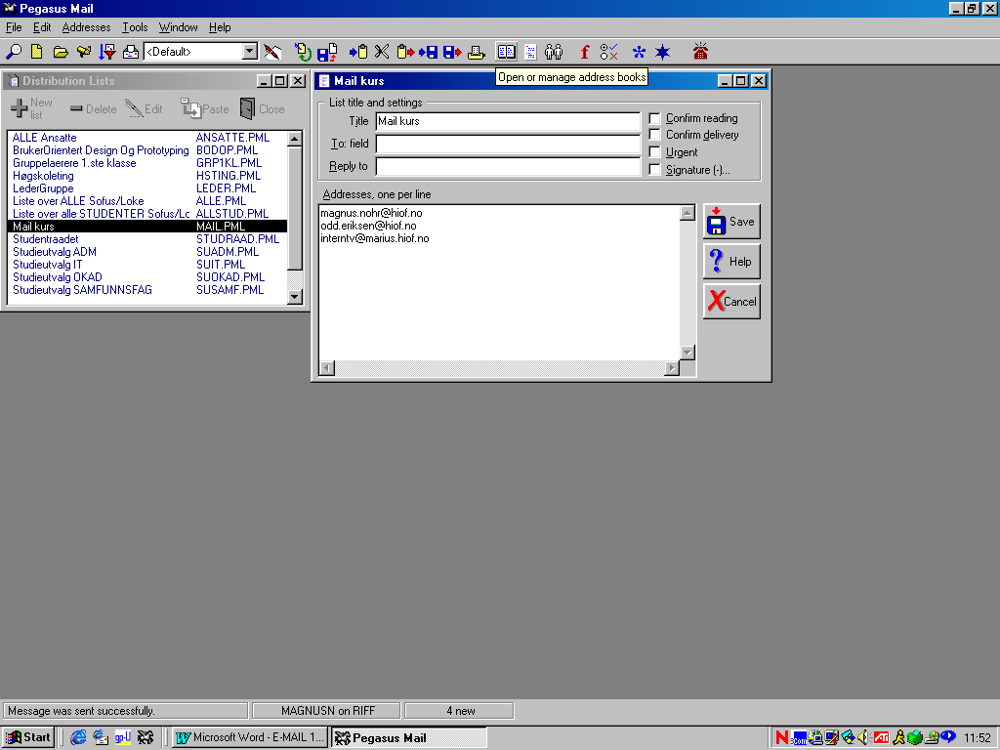 Pegasus Mail
File Edit Addresses Tools Window Help
<Default>
Open or manage address books
Distribution Lists
New list
Delete
Edit
Paste
Close
ALLE Ansatte ANSATTE.PML
BrukerOrientert Design Og Prototyping BODOP.PML
Gruppelaerere 1.ste klasse GRP1KL.PML
Høgskoleting HSTING.PML
LederGruppe LEDER.PML
Liste over ALLE Sofus/Loke ALLE.PML
Liste over alle STUDENTER Sofus/Lo ALLSTUD.PML
Mail kurs MAIL.PML
Studentraadet STUDRAAD.PML
Studieutvalg ADM SUADM.PML
Studieutvalg IT SUIT.PML
Studieutvalg OKAD SUOKAD.PML
Studieutvalg SAMFUNNSFAG SUSAMF.PML
Mail kurs
List title and settings
Title Mail kurs
To: field
Reply to
Confirm reading
Confirm delivery
Urgent
Signature (-)...
Addresses, one per line
magnus.nohr@hiof.no
odd.eriksen@hiof.no
interntv@marius.hiof.no
Save
Help
Cancel
Message was sent successfully. MAGNUSN on RIFF 4 new
Start Microsoft Word - E-MAIL 1... Pegasus Mail 11:52